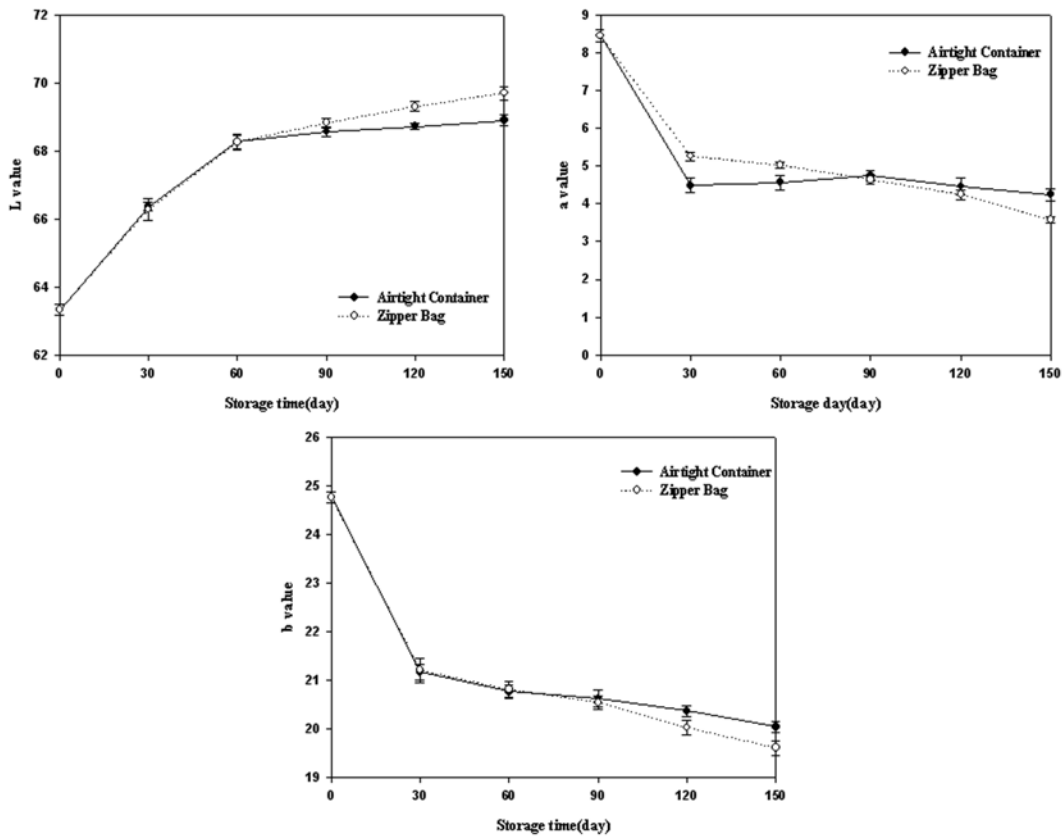 72
70
68
66
64
62
L value
Airtight Container
Zipper Bag
0 30 60 90 120 150
Storage time(day)
9
8
7
6
5
4
3
2
1
0
a value
Airtight Container
Zipper Bag
0 30 60 90 120 150
Storage day(day)
26
25
24
23
22
21
20
19
b value
Airtight Container
Zipper Bag
0 30 60 90 120 150
Storage time(day)